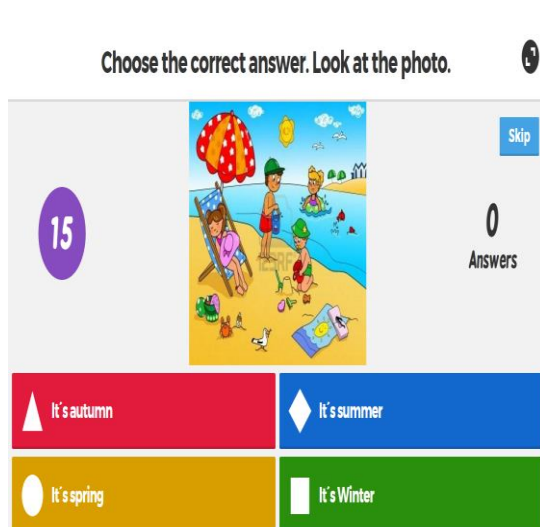 Choose the correct answer. Look at the photo.
Skip
15
0
Answers
It´s autumn
It´s summer
It´s spring
It´s Winter